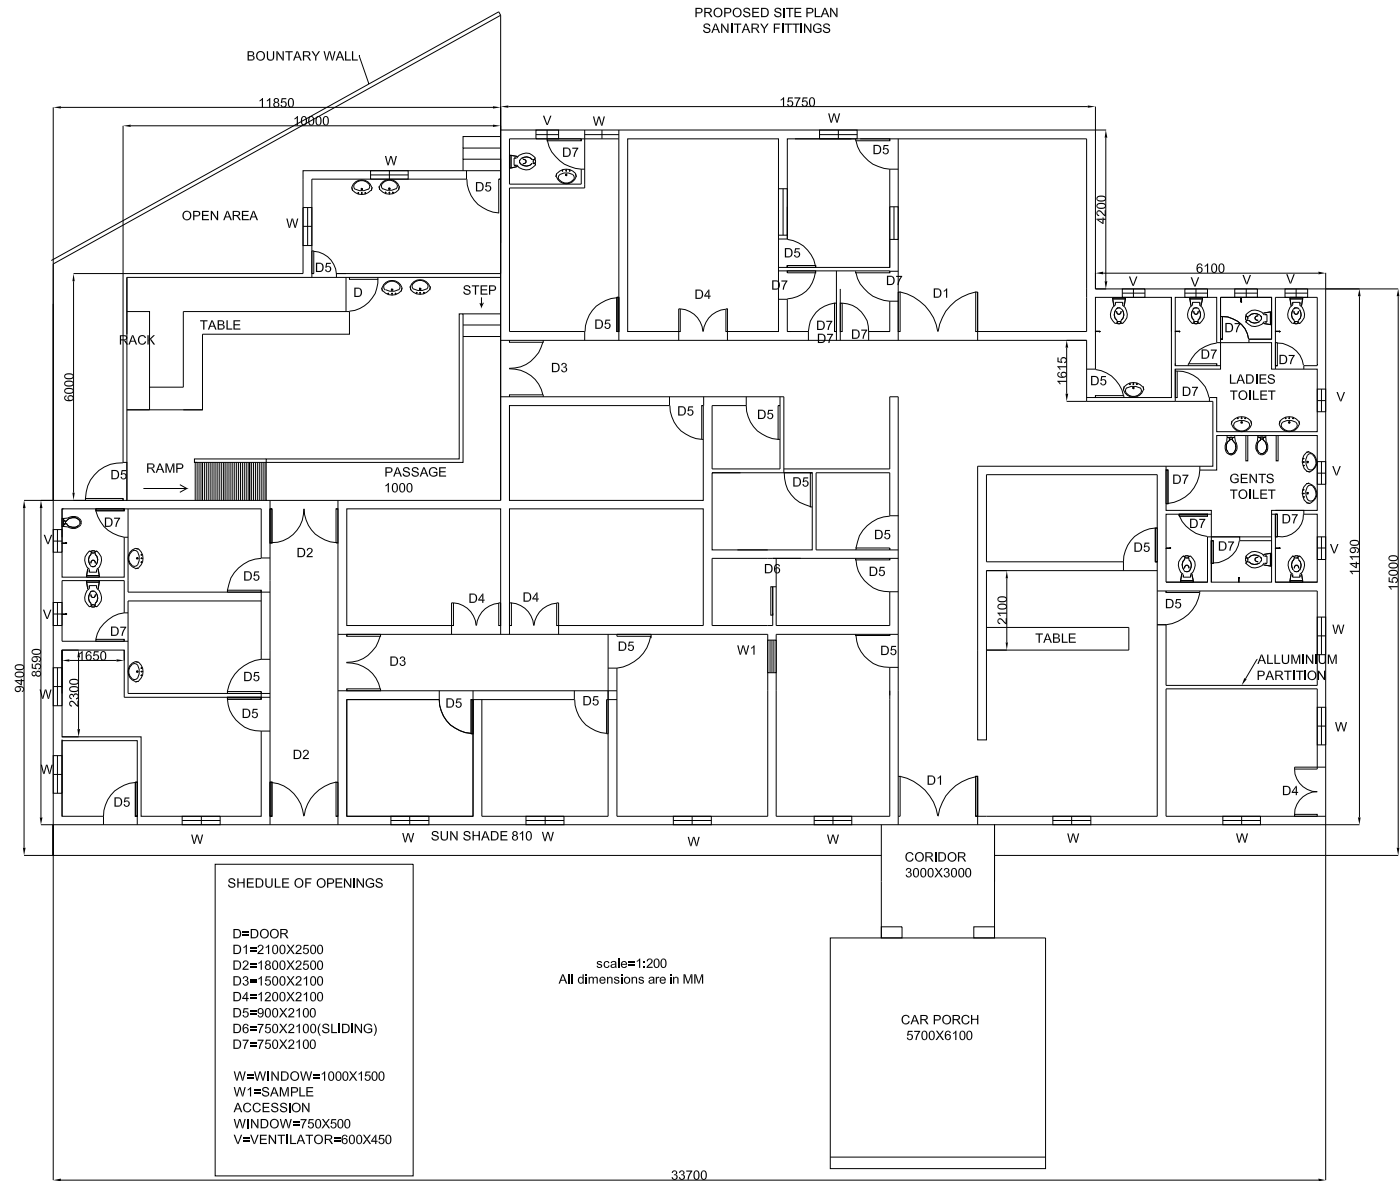 PROPOSED SITE PLAN
SANITARY FITTINGS
BOUNTARY WALL
11850
15750
10000
V
W
W
D7
D5
W
D5
OPEN AREA
W
4200
D5
D5
6100
D7
D7
V
V
V
V
D
STEP
D4
D1
RACK
TABLE
D5
D7
D7
D7
D7
D7
D7
D3
1615
D5
D7
LADIES
TOILET
V
6000
D5
D5
D5
RAMP
PASSAGE
1000
D5
D7
GENTS
TOILET
V
D7
D7
D7
V
D2
D5
D5
D7
V
14190
15000
D5
D6
D5
V
D4
D4
2100
D5
D7
TABLE
W
1650
D3
D5
W1
D5
ALLUMINIUM
PARTITION
9400
8590
2300
W
D5
D5
D5
D5
W
W
D2
D1
D4
D5
W
W
SUN SHADE 810
W
W
W
W
W
CORIDOR
3000X3000
SHEDULE OF OPENINGS
D=DOOR
D1=2100X2500
D2=1800X2500
D3=1500X2100
D4=1200X2100
D5=900X2100
D6=750X2100(SLIDING)
D7=750X2100
W=WINDOW=1000X1500
W1=SAMPLE
ACCESSION
WINDOW=750X500
V=VENTILATOR=600X450
scale=1:200
All dimensions are in MM
CAR PORCH
5700X6100
33700